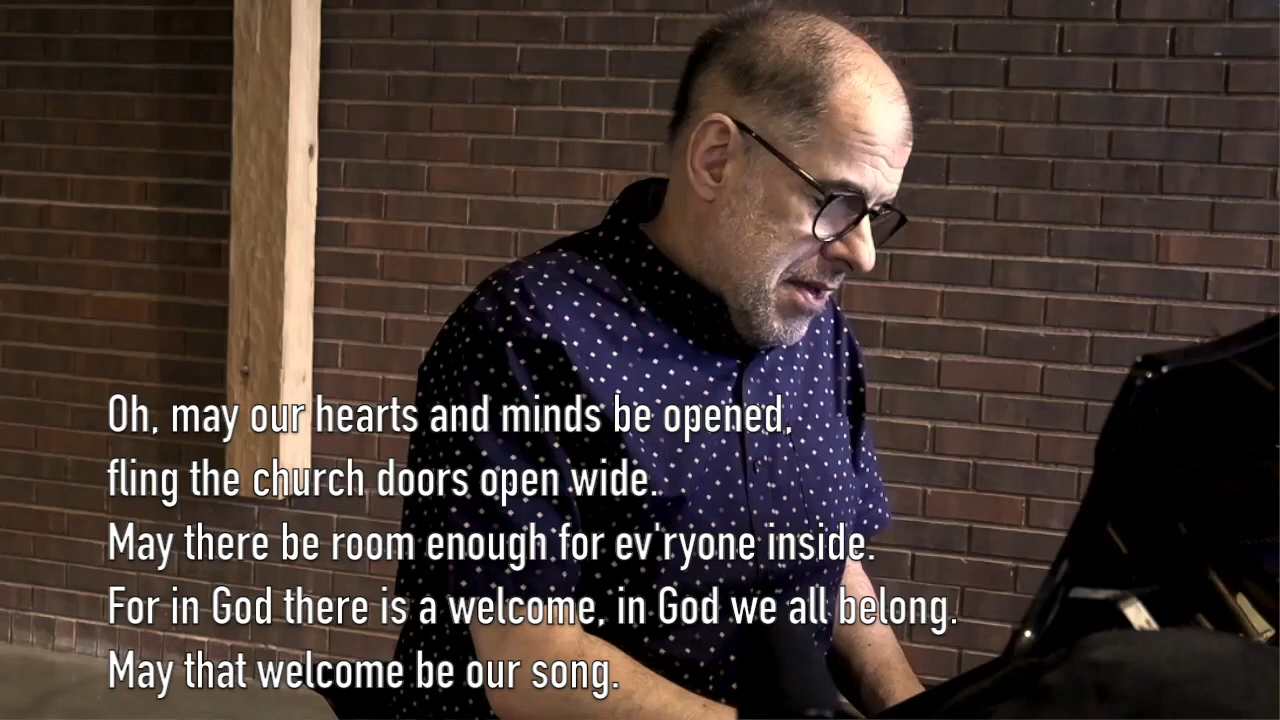 Oh, may our hearts and minds be opened,
fling the church doors open wide.
May there be room enough for ev'ryone inside.
For in God there is a welcome, in God we all belong.
May that welcome be our song.